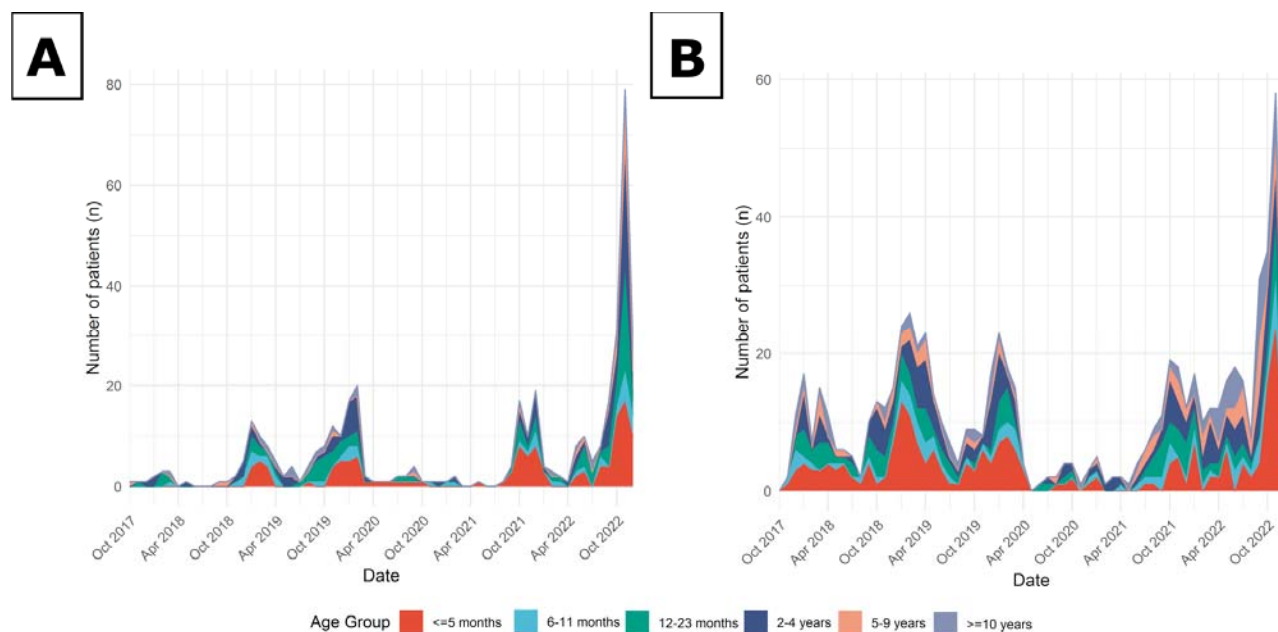 A
Number of patients (n)
80
60
40
20
0
Oct 2017
Apr 2018
Oct 2018
Apr 2019
Oct 2019
Apr 2020
Oct 2020
Apr 2021
Oct 2021
Apr 2022
Oct 2022
Date
B
Number of patients (n)
60
40
20
0
Oct 2017
Apr 2018
Oct 2018
Apr 2019
Oct 2019
Apr 2020
Oct 2020
Apr 2021
Oct 2021
Apr 2022
Oct 2022
Date
Age Group <=5 months 6-11 months 12-23 months 2-4 years 5-9 years >=10 years